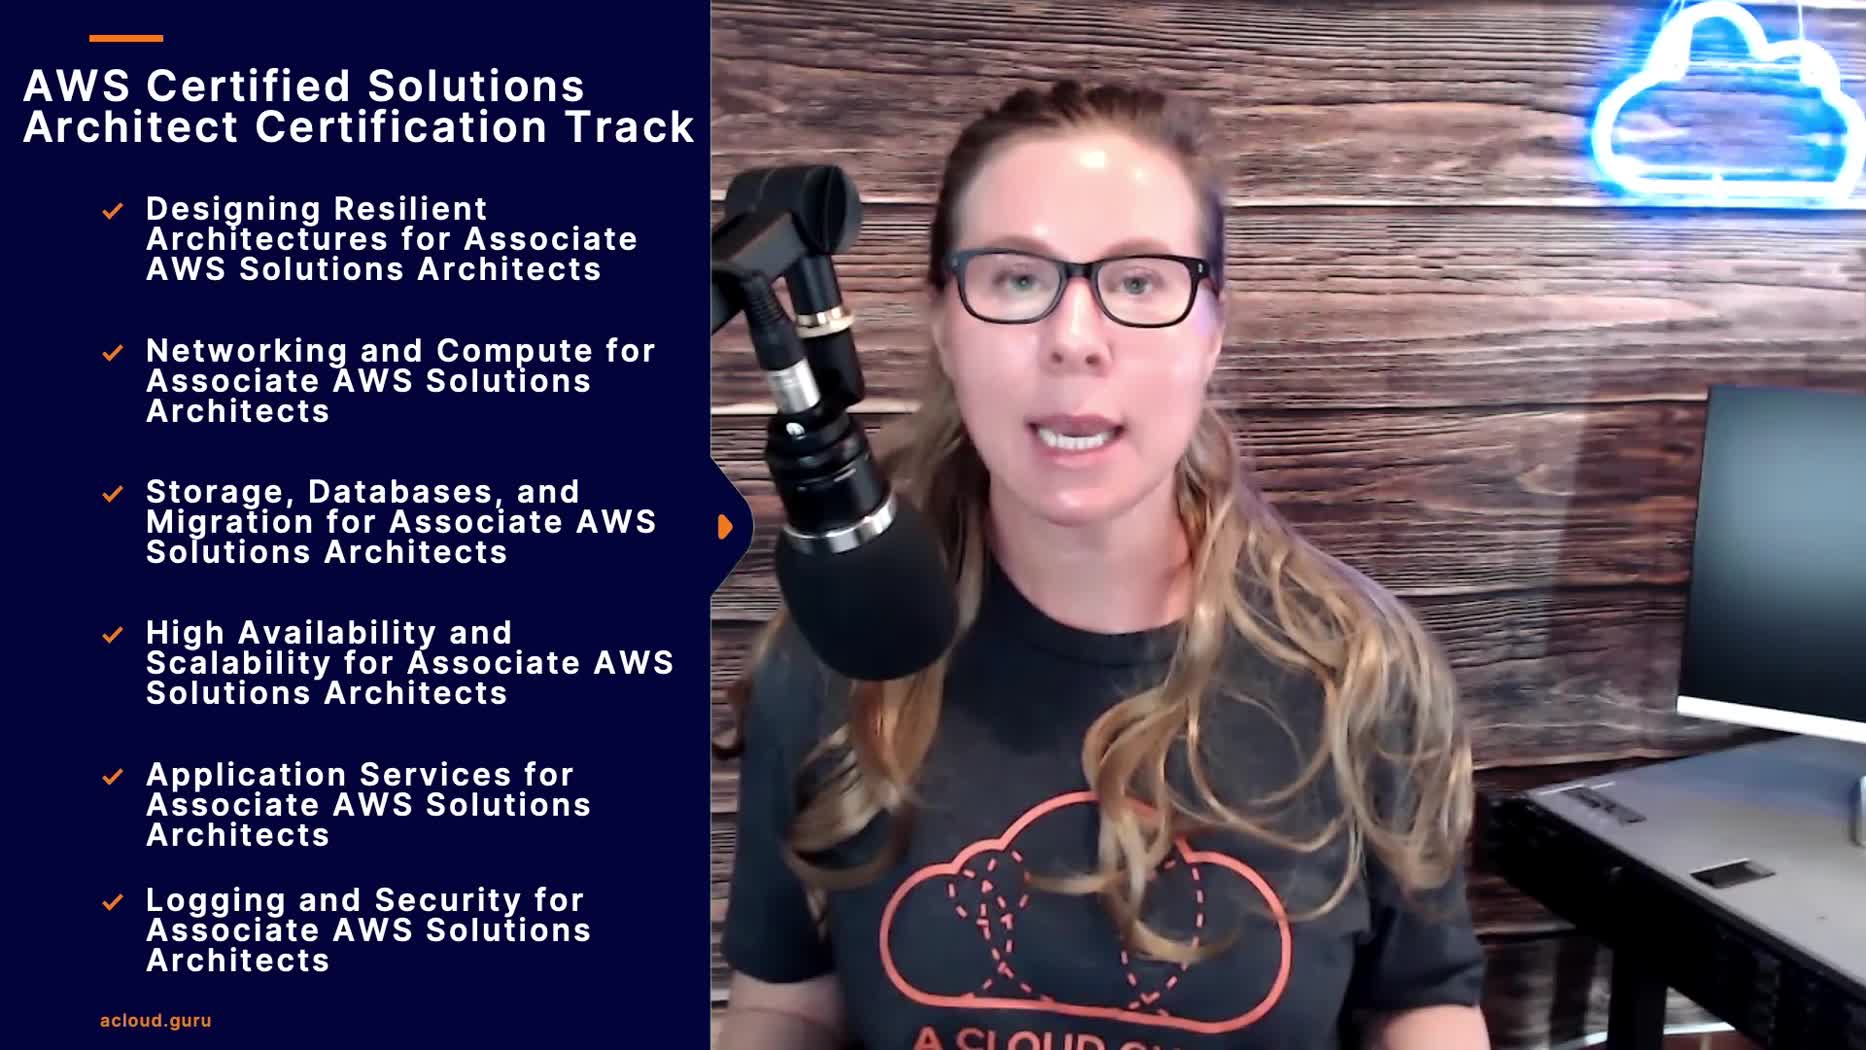 AWS Certified Solutions
Architect Certification Track
Designing Resilient
Architectures for Associate
AWS Solutions Architects
Networking and Compute for
Associate AWS Solutions
Architects
Storage, Databases, and
Migration for Associate AWS
Solutions Architects
High Availability and
Scalability for Associate AWS
Solutions Architects
Application Services for
Associate AWS Solutions
Architects
Logging and Security for
Associate AWS Solutions
Architects
acloud.guru
A CLOUD